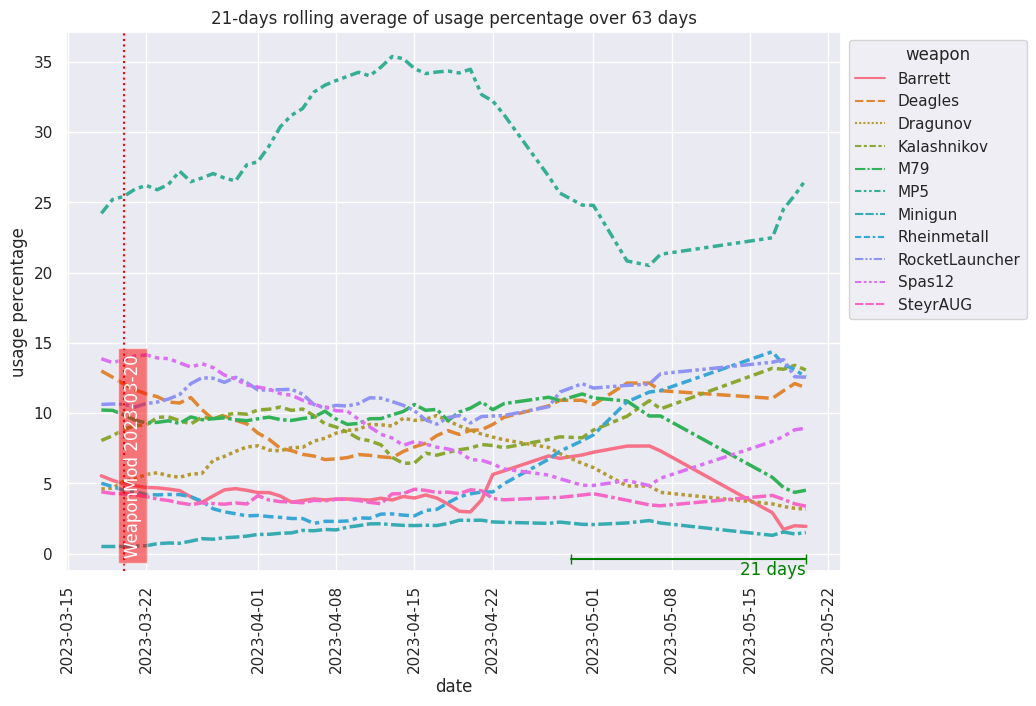 21-days rolling average of usage percentage over 63 days
usage percentage
35
30
25
20
15
10
5
0
WeaponMod 2023-03-20
21 days
2023-03-15
2023-03-22
2023-04-01
2023-04-08
2023-04-15
2023-04-22
2023-05-01
2023-05-08
2023-05-15
2023-05-22
date
weapon
Barrett
Deagles
Dragunov
Kalashnikov
M79
MP5
Minigun
Rheinmetall
RocketLauncher
Spas12
SteyrAUG